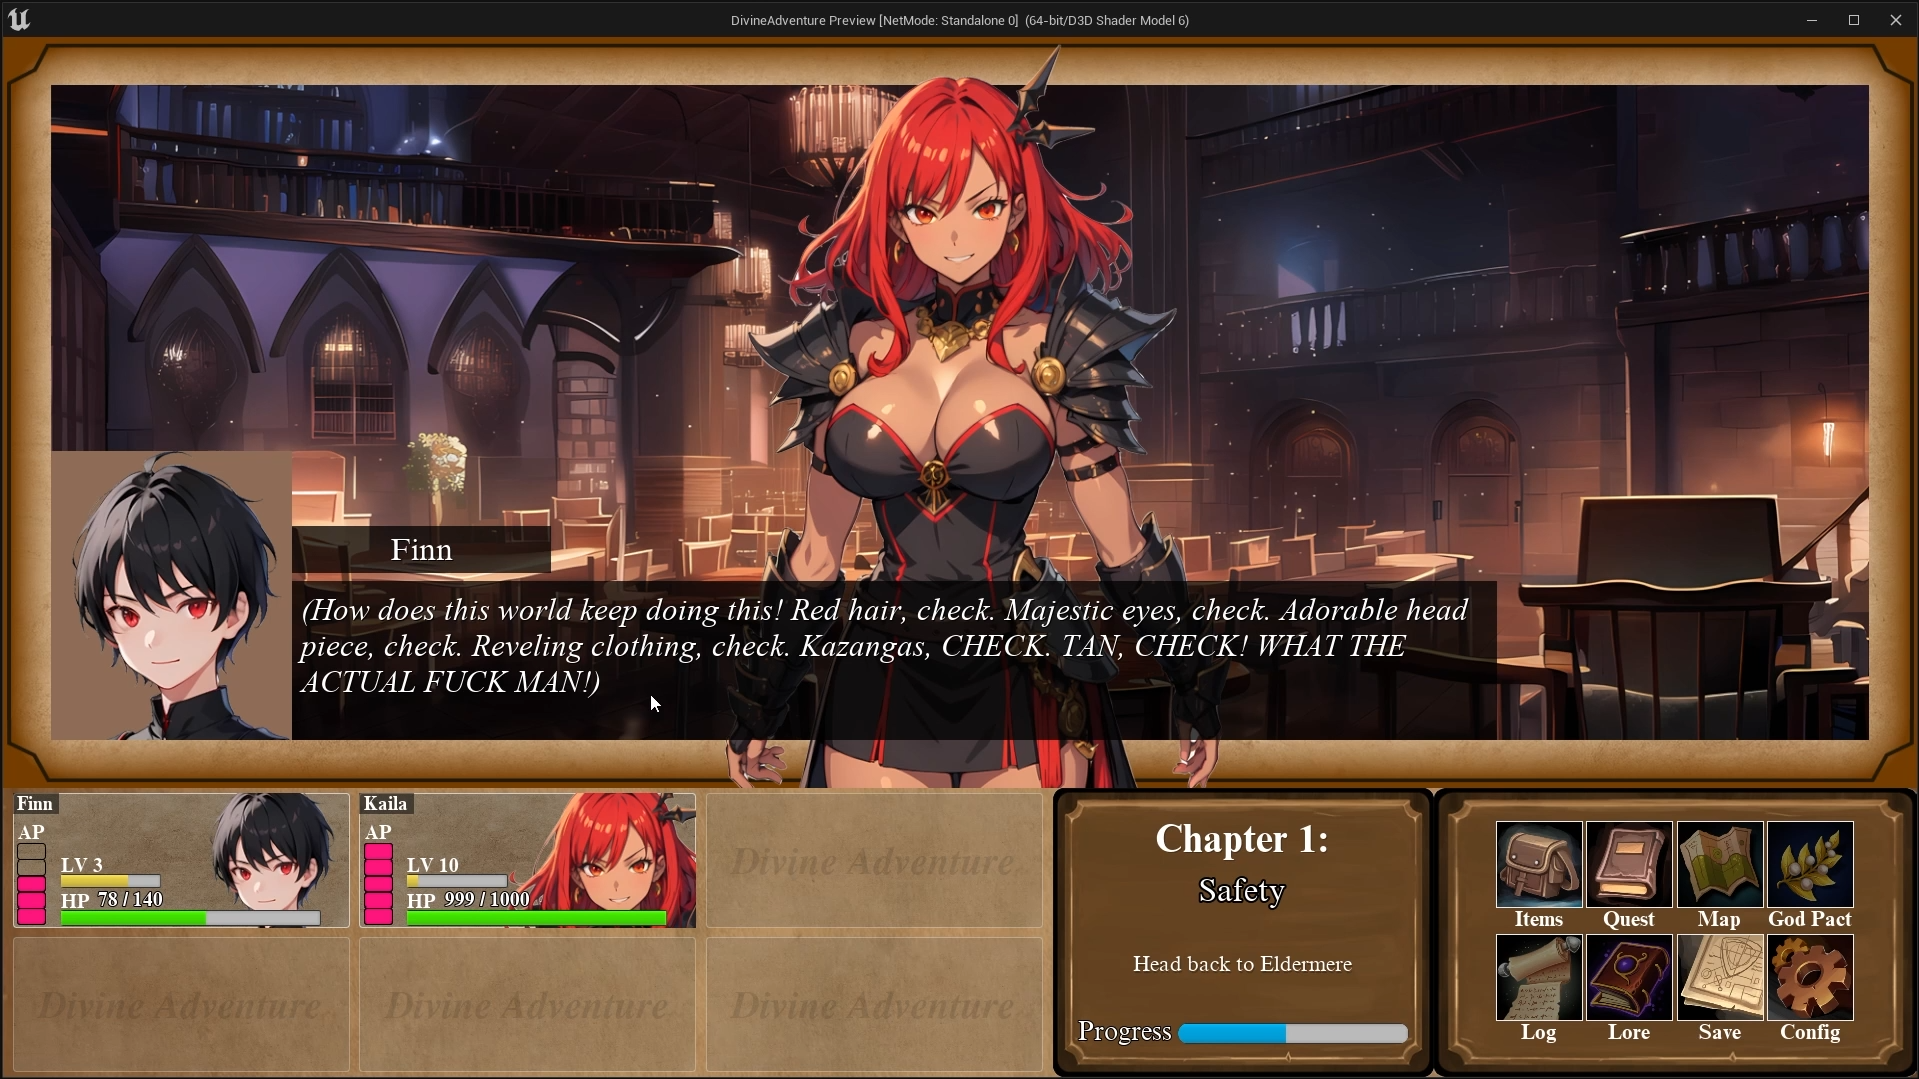 DivineAdventure Preview [NetMode: Standalone 0] (64-bit/D3D Shader Model 6)
Finn
(How does this world keep doing this! Red hair, check. Majestic eyes, check. Adorable head
piece, check. Reveling clothing, check. Kazangas, CHECK. TAN, CHECK! WHAT THE
ACTUAL FUCK MAN!)
Finn
AP
LV 3
HP 78 / 140
Kaila
AP
LV 10
HP 999 / 1000
Divine Adventure
Divine Adventure
Divine Adventure
Divine Adventure
Chapter 1:
Safety
Head back to Eldermere
Progress
Items
Quest
Map
God Pact
Log
Lore
Save
Config